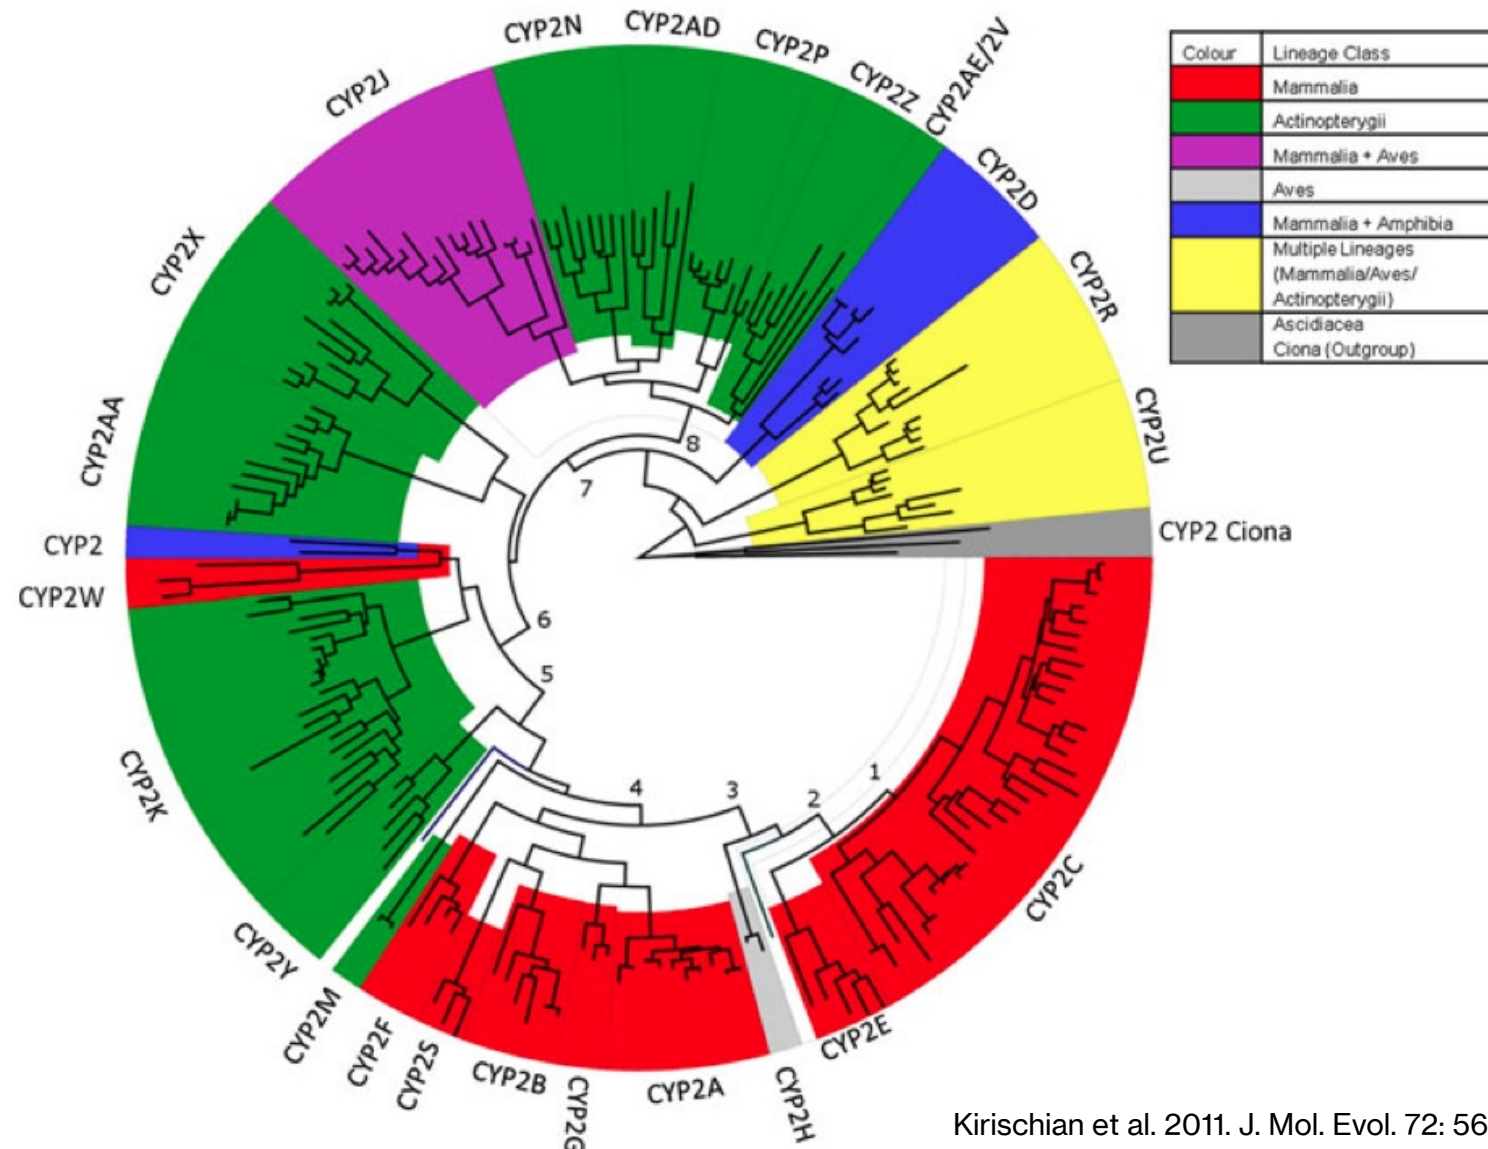 CYP2N
CYP2AD
CYP2P
CYP2Z
CYP2AE/2V
CYP2D
CYP2R
CYP2U
CYP2 Ciona
CYP2C
CYP2E
CYP2H
CYP2A
CYP2G
CYP2B
CYP2S
CYP2F
CYP2M
CYP2Y
CYP2K
CYP2W
CYP2
CYP2AA
CYP2X
CYP2J
8
7
6
5
4
3
2
1
Colour Lineage Class
Mammalia
Actinopterygii
Mammalia + Aves
Aves
Mammalia + Amphibia
Multiple Lineages
(Mammalia/Aves/
Actinopterygii)
Ascidiacea
Ciona (Outgroup)
Kirischian et al. 2011. J. Mol. Evol. 72: 56